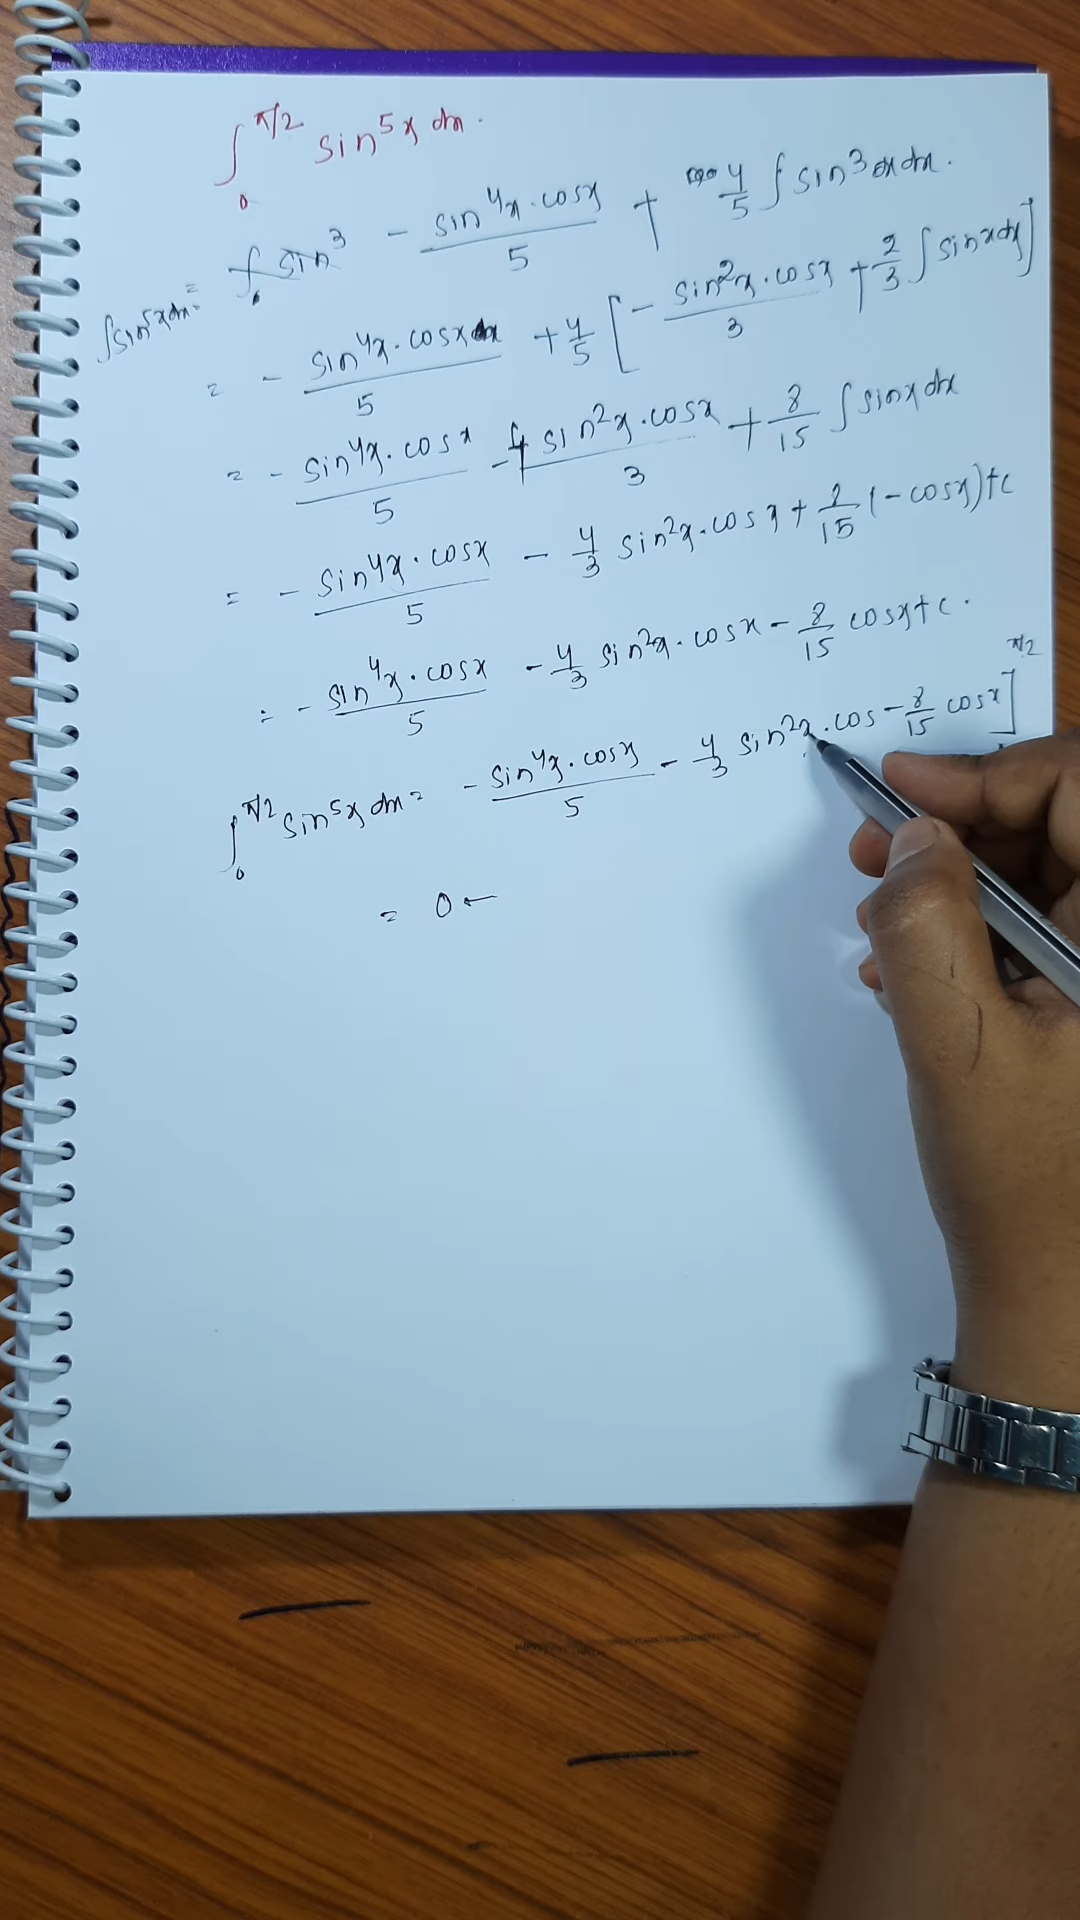 ∫₀^π/2 sin⁵x dx.
∫sin⁵x dx = - sin⁴x·cosx/5 + 4/5 ∫ sin³x dx.
= - sin⁴x·cosx/5 + 4/5 [ - sin²x·cosx/3 + 2/3 ∫ sinx dx ]
= - sin⁴x·cosx/5 - 4 sin²x·cosx/3 + 8/15 ∫ sinx dx
= - sin⁴x·cosx/5 - 4/3 sin²x·cosx + 8/15 (-cosx)+c
= - sin⁴x·cosx/5 - 4/3 sin²x·cosx - 8/15 cosx+c.
∫₀^π/2 sin⁵x dx = - sin⁴x·cosx/5 - 4/3 sin²x·cos - 8/15 cosx]^π/2
= 0 -